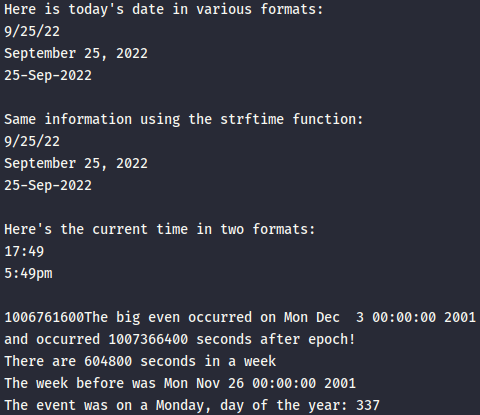 Here is today's date in various formats:
9/25/22
September 25, 2022
25-Sep-2022

Same information using the strftime function:
9/25/22
September 25, 2022
25-Sep-2022

Here's the current time in two formats:
17:49
5:49pm

1006761600The big even occurred on Mon Dec  3 00:00:00 2001
and occurred 1007366400 seconds after epoch!
There are 604800 seconds in a week
The week before was Mon Nov 26 00:00:00 2001
The event was on a Monday, day of the year: 337